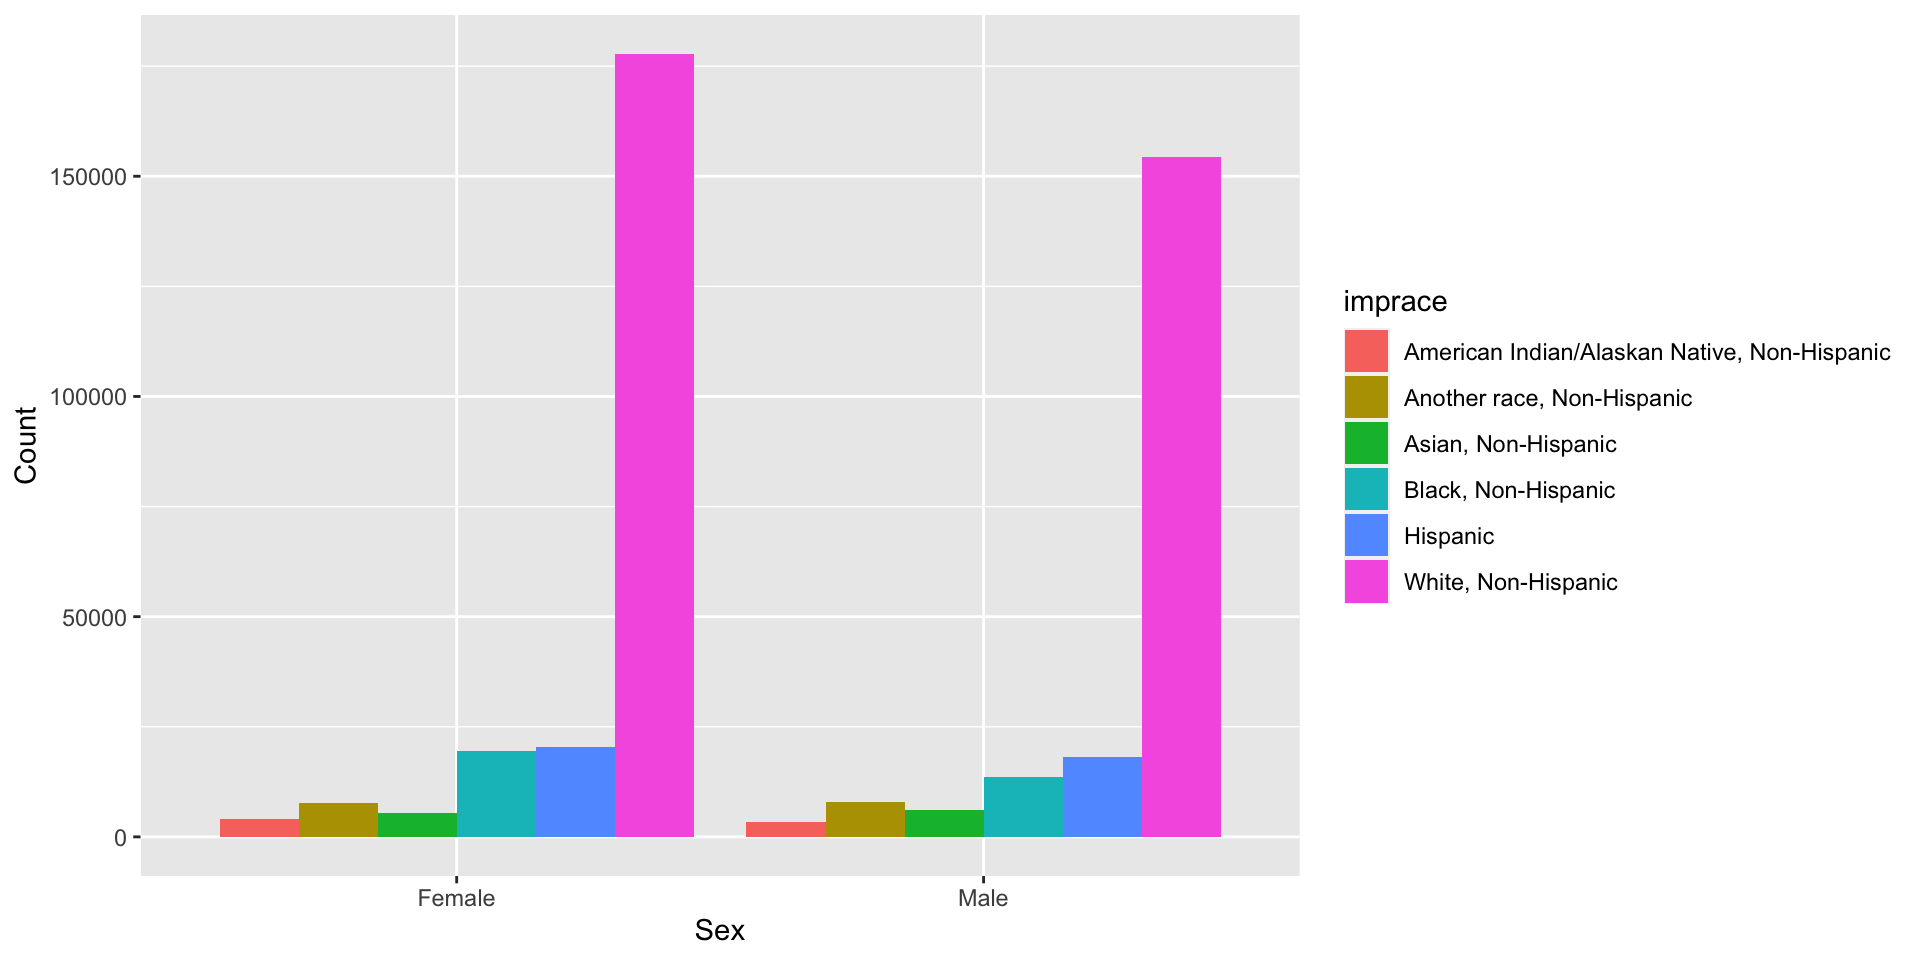 Count
150000
100000
50000
0
Female
Male
Sex
imprace
American Indian/Alaskan Native, Non-Hispanic
Another race, Non-Hispanic
Asian, Non-Hispanic
Black, Non-Hispanic
Hispanic
White, Non-Hispanic